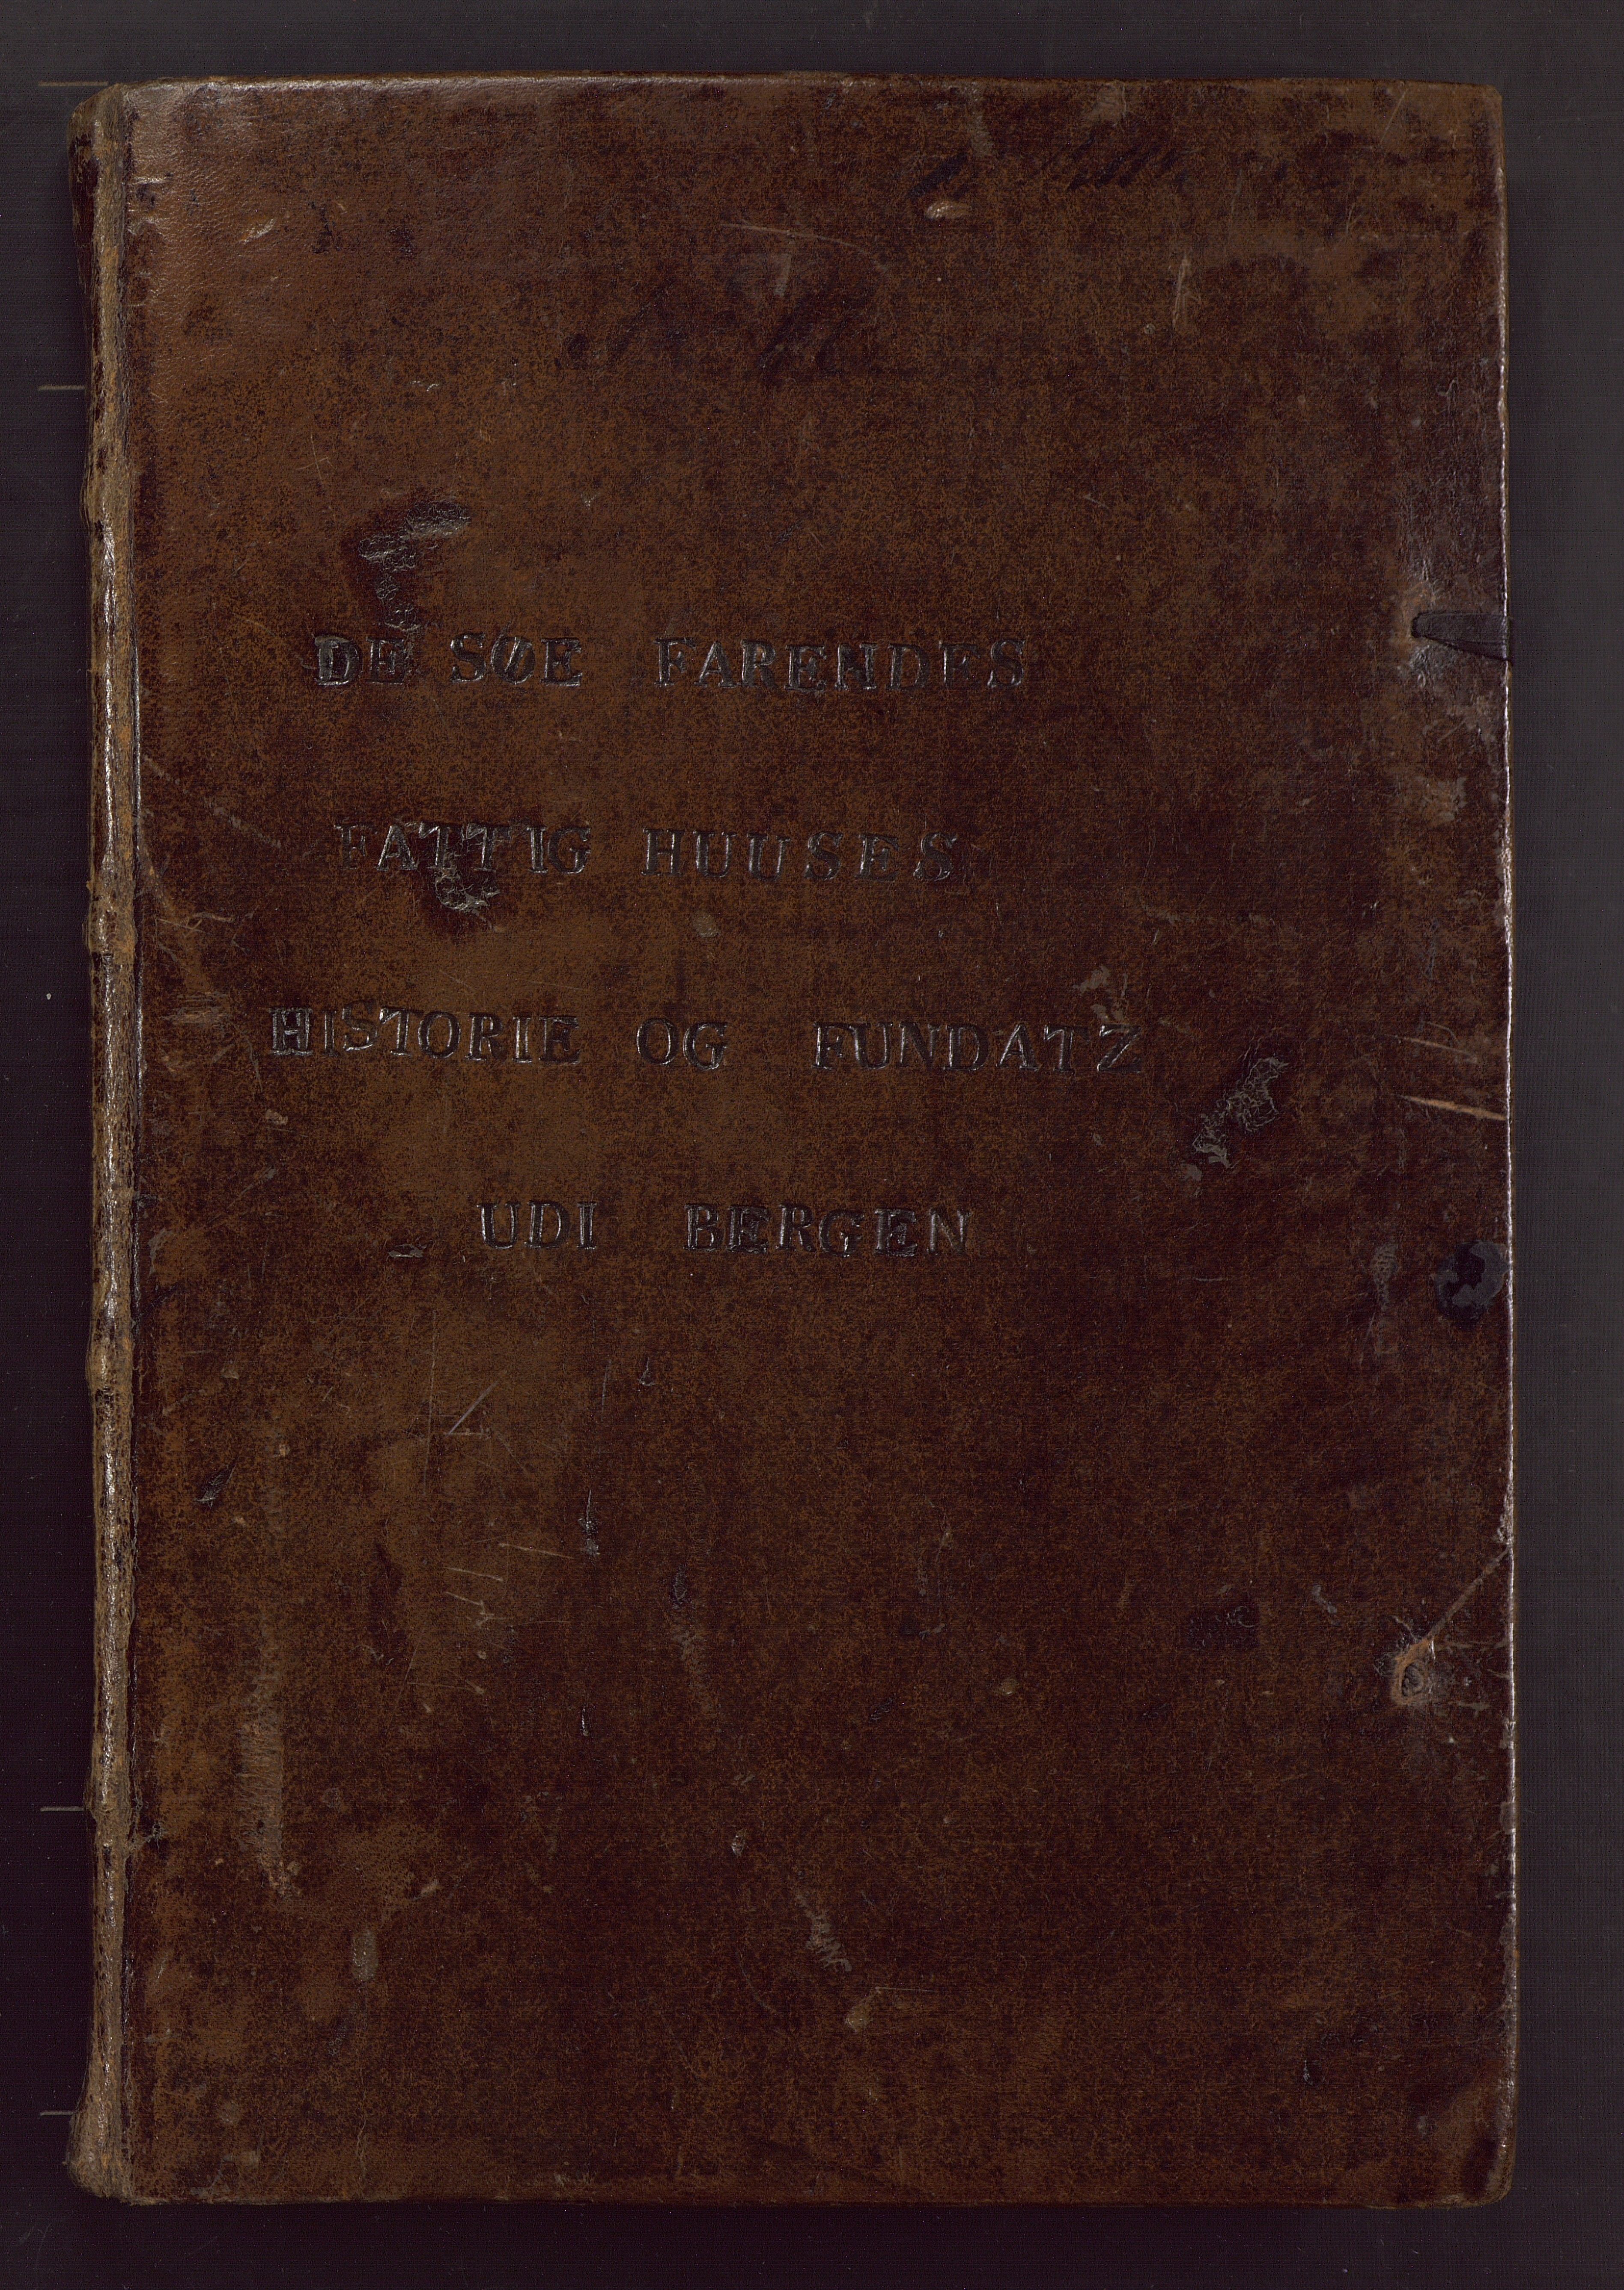 DE SØE FARENDES
FATTIG HUUSES
HISTORIE OG FUNDATZ
UDI BERGEN